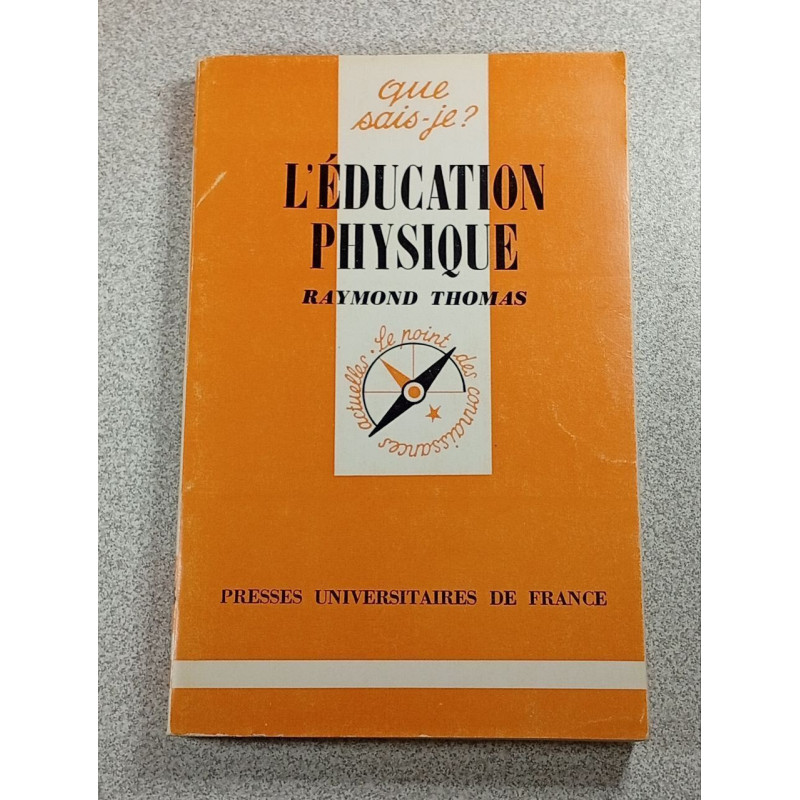 que
sais-je?
L'ÉDUCATION
PHYSIQUE
RAYMOND THOMAS
Le point des connaissances actuelles.
PRESSES UNIVERSITAIRES DE FRANCE